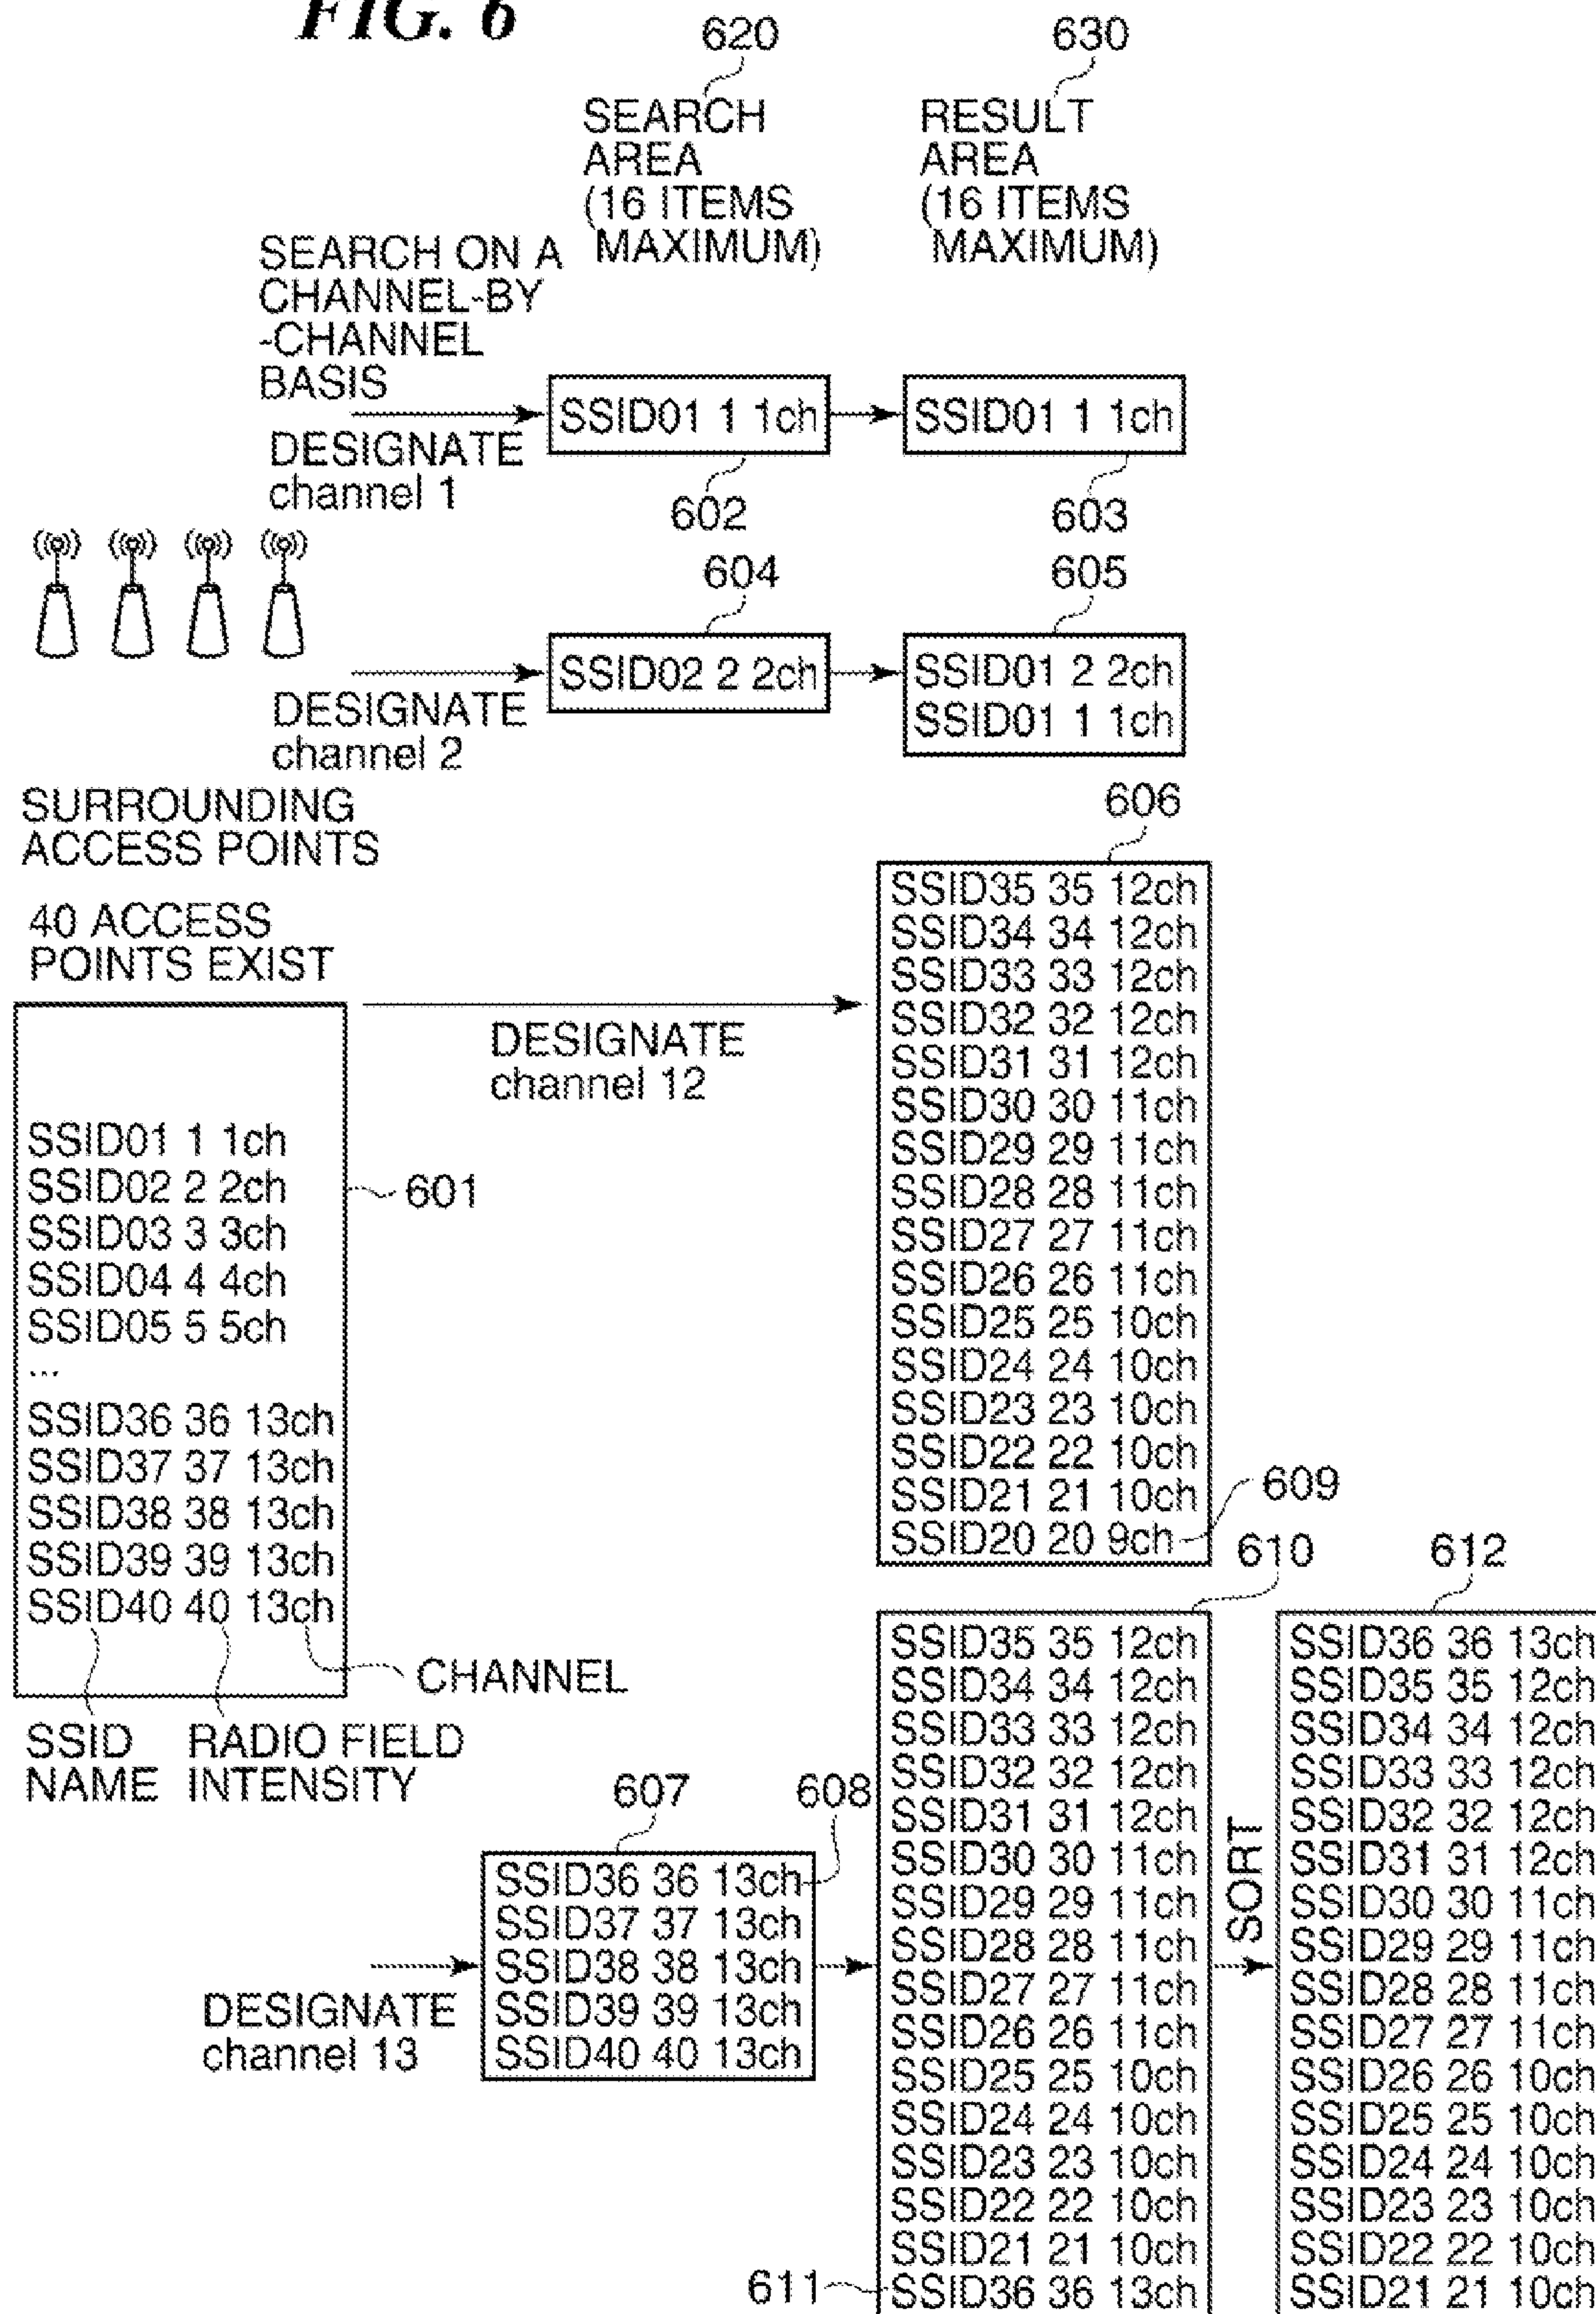 FIG. 6
620
630
SEARCH
AREA
(16 ITEMS
MAXIMUM)
RESULT
AREA
(16 ITEMS
MAXIMUM)
SEARCH ON A
CHANNEL-BY
-CHANNEL
BASIS
DESIGNATE
channel 1
SSID01 1 1ch
602
SSID01 1 1ch
603
604
605
DESIGNATE
channel 2
SSID02 2 2ch
SSID01 2 2ch
SSID01 1 1ch
SURROUNDING
ACCESS POINTS
40 ACCESS
POINTS EXIST
SSID01 1 1ch
SSID02 2 2ch
SSID03 3 3ch
SSID04 4 4ch
SSID05 5 5ch
...
SSID36 36 13ch
SSID37 37 13ch
SSID38 38 13ch
SSID39 39 13ch
SSID40 40 13ch
601
CHANNEL
SSID
NAME
RADIO FIELD
INTENSITY
DESIGNATE
channel 12
606
SSID35 35 12ch
SSID34 34 12ch
SSID33 33 12ch
SSID32 32 12ch
SSID31 31 12ch
SSID30 30 11ch
SSID29 29 11ch
SSID28 28 11ch
SSID27 27 11ch
SSID26 26 11ch
SSID25 25 10ch
SSID24 24 10ch
SSID23 23 10ch
SSID22 22 10ch
SSID21 21 10ch
SSID20 20 9ch
609
DESIGNATE
channel 13
607
608
SSID36 36 13ch
SSID37 37 13ch
SSID38 38 13ch
SSID39 39 13ch
SSID40 40 13ch
610
SSID35 35 12ch
SSID34 34 12ch
SSID33 33 12ch
SSID32 32 12ch
SSID31 31 12ch
SSID30 30 11ch
SSID29 29 11ch
SSID28 28 11ch
SSID27 27 11ch
SSID26 26 11ch
SSID25 25 10ch
SSID24 24 10ch
SSID23 23 10ch
SSID22 22 10ch
SSID21 21 10ch
SSID36 36 13ch
611
SORT
612
SSID36 36 13ch
SSID35 35 12ch
SSID34 34 12ch
SSID33 33 12ch
SSID32 32 12ch
SSID31 31 12ch
SSID30 30 11ch
SSID29 29 11ch
SSID28 28 11ch
SSID27 27 11ch
SSID26 26 10ch
SSID25 25 10ch
SSID24 24 10ch
SSID23 23 10ch
SSID22 22 10ch
SSID21 21 10ch